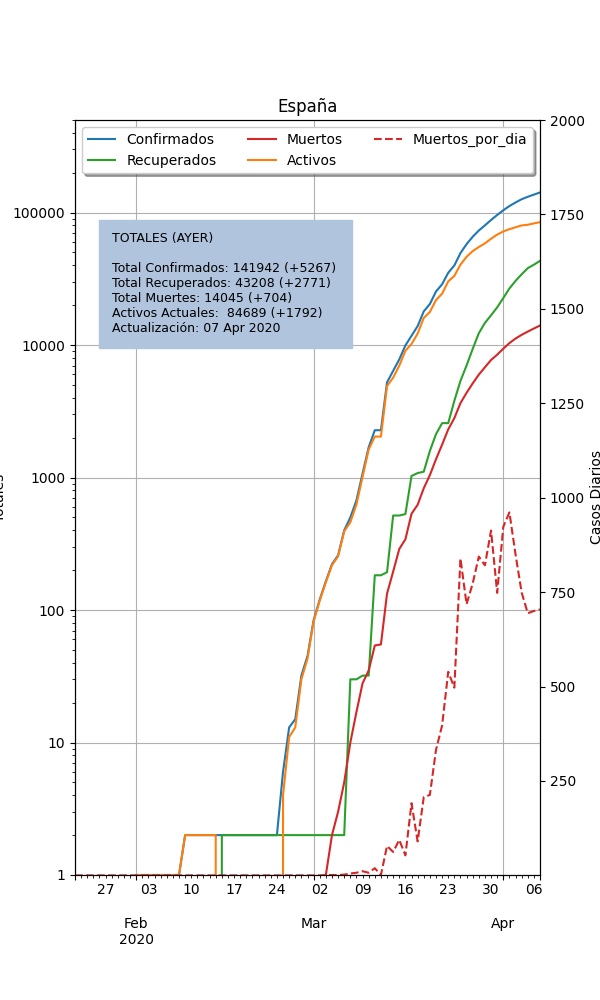 España
Confirmados
Recuperados
Muertos
Activos
Muertos_por_dia
TOTALES (AYER)
Total Confirmados: 141942 (+5267)
Total Recuperados: 43208 (+2771)
Total Muertes: 14045 (+704)
Activos Actuales:  84689 (+1792)
Actualización: 07 Apr 2020
100000
10000
1000
100
10
1
2000
1750
1500
1250
1000
750
500
250
Casos Diarios
27 03 10 17 24 02 09 16 23 30 06
Feb Mar Apr
2020